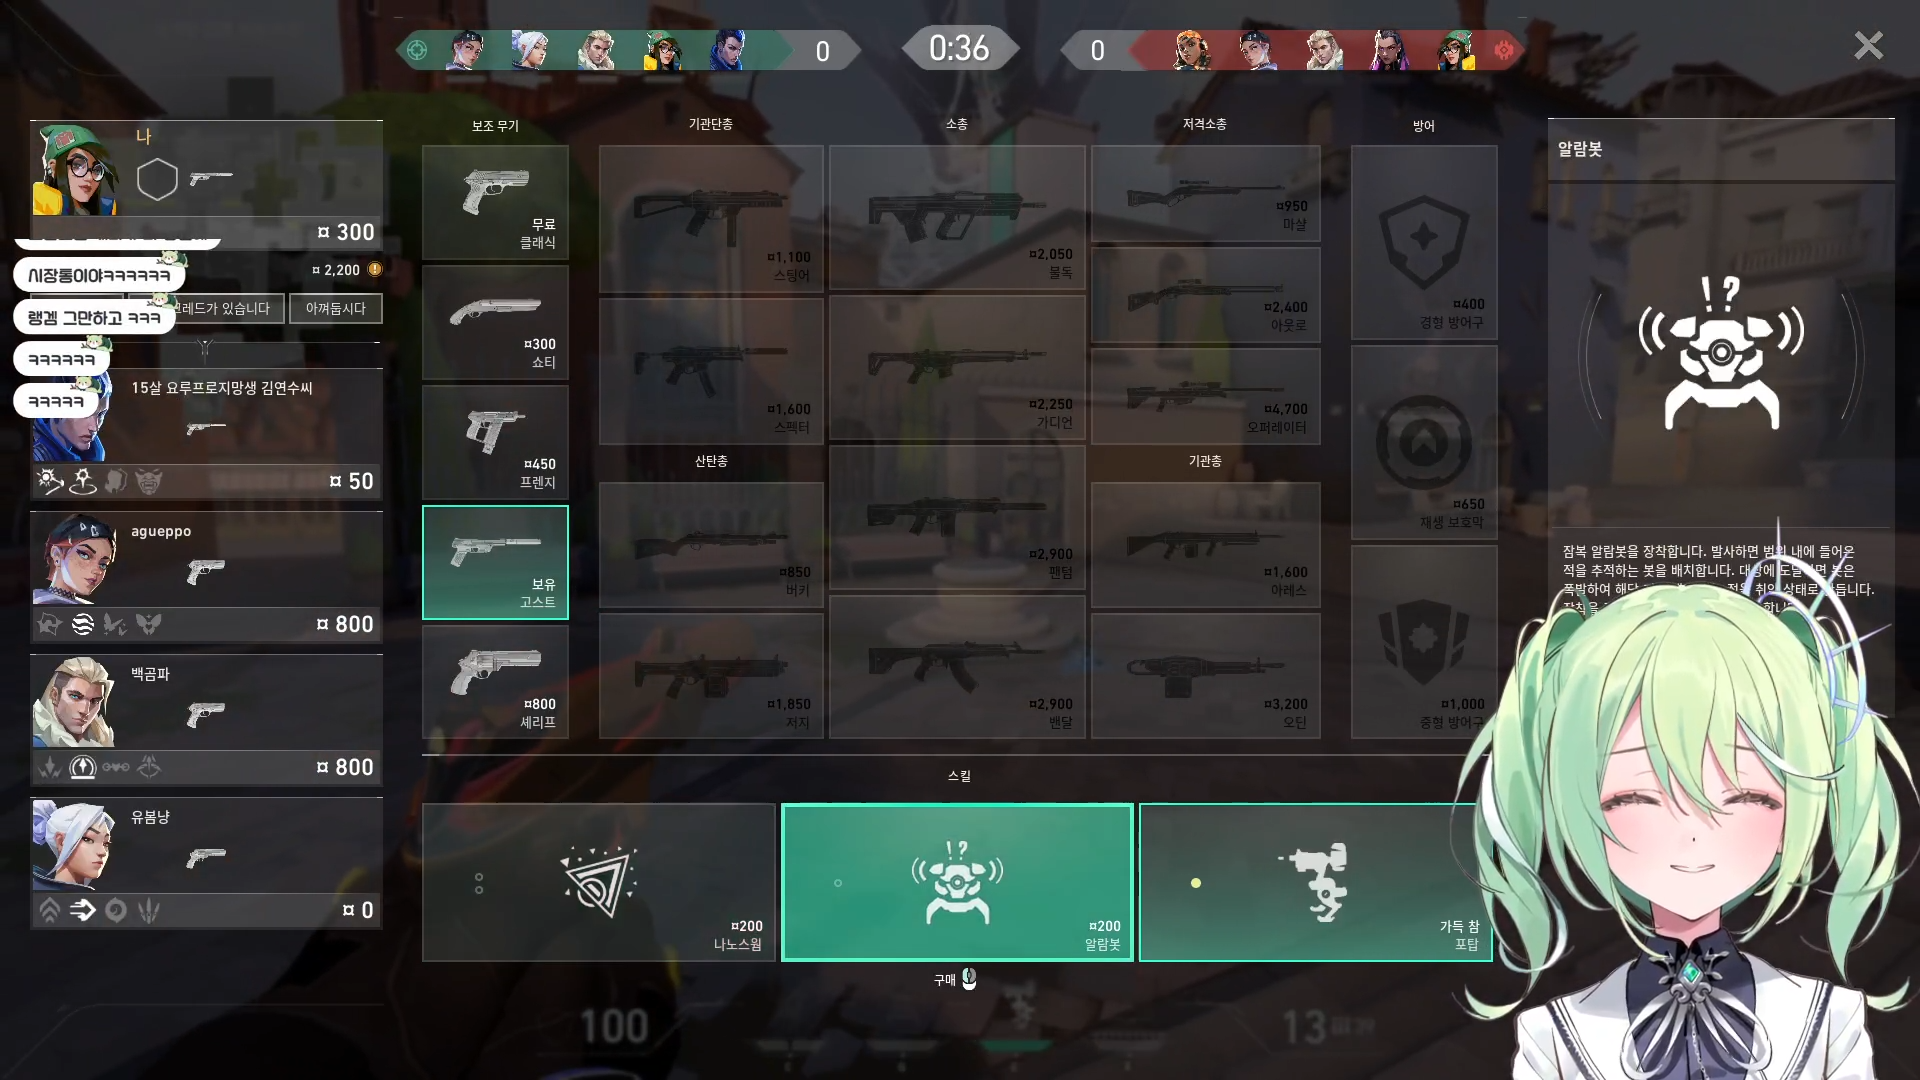 0
0:36
0
나
¤ 300
¤ 2,200
시장통이야ㅋㅋㅋㅋㅋㅋ
랭겜 그만하고 ㅋㅋㅋ
ㅋㅋㅋㅋㅋㅋ
ㅋㅋㅋㅋㅋ
레드가 있습니다
아껴둡시다
15살 요루프로지망생 김연수씨
¤ 50
agueppo
¤ 800
백곰파
¤ 800
유봄냥
¤ 0
보조 무기
무료
클래식
¤300
쇼티
¤450
프렌지
보유
고스트
¤800
셰리프
기관단총
¤1,100
스팅어
¤1,600
스펙터
산탄총
¤850
버키
¤1,850
저지
소총
¤2,050
불독
¤2,250
가디언
¤2,900
팬텀
¤2,900
밴달
저격소총
¤950
마샬
¤2,400
아웃로
¤4,700
오퍼레이터
기관총
¤1,600
아레스
¤3,200
오딘
방어
¤400
경형 방어구
¤650
재생 보호막
¤1,000
중형 방어구
스킬
¤200
나노스웜
!?
¤200
알람봇
가득 참
포탑
구매
100
13
알람봇
!?
잠복 알람봇을 장착합니다. 발사하면 범위 내에 들어온
적을 추적하는 봇을 배치합니다. 대상에 도달하면 봇은
폭발하여 해당 적을 취약 상태로 만듭니다.